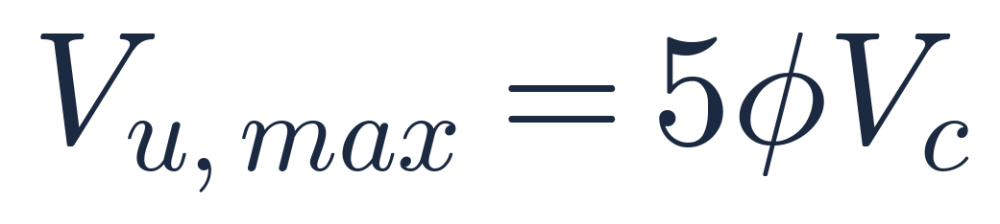 V_{u, max} = 5ϕV_c